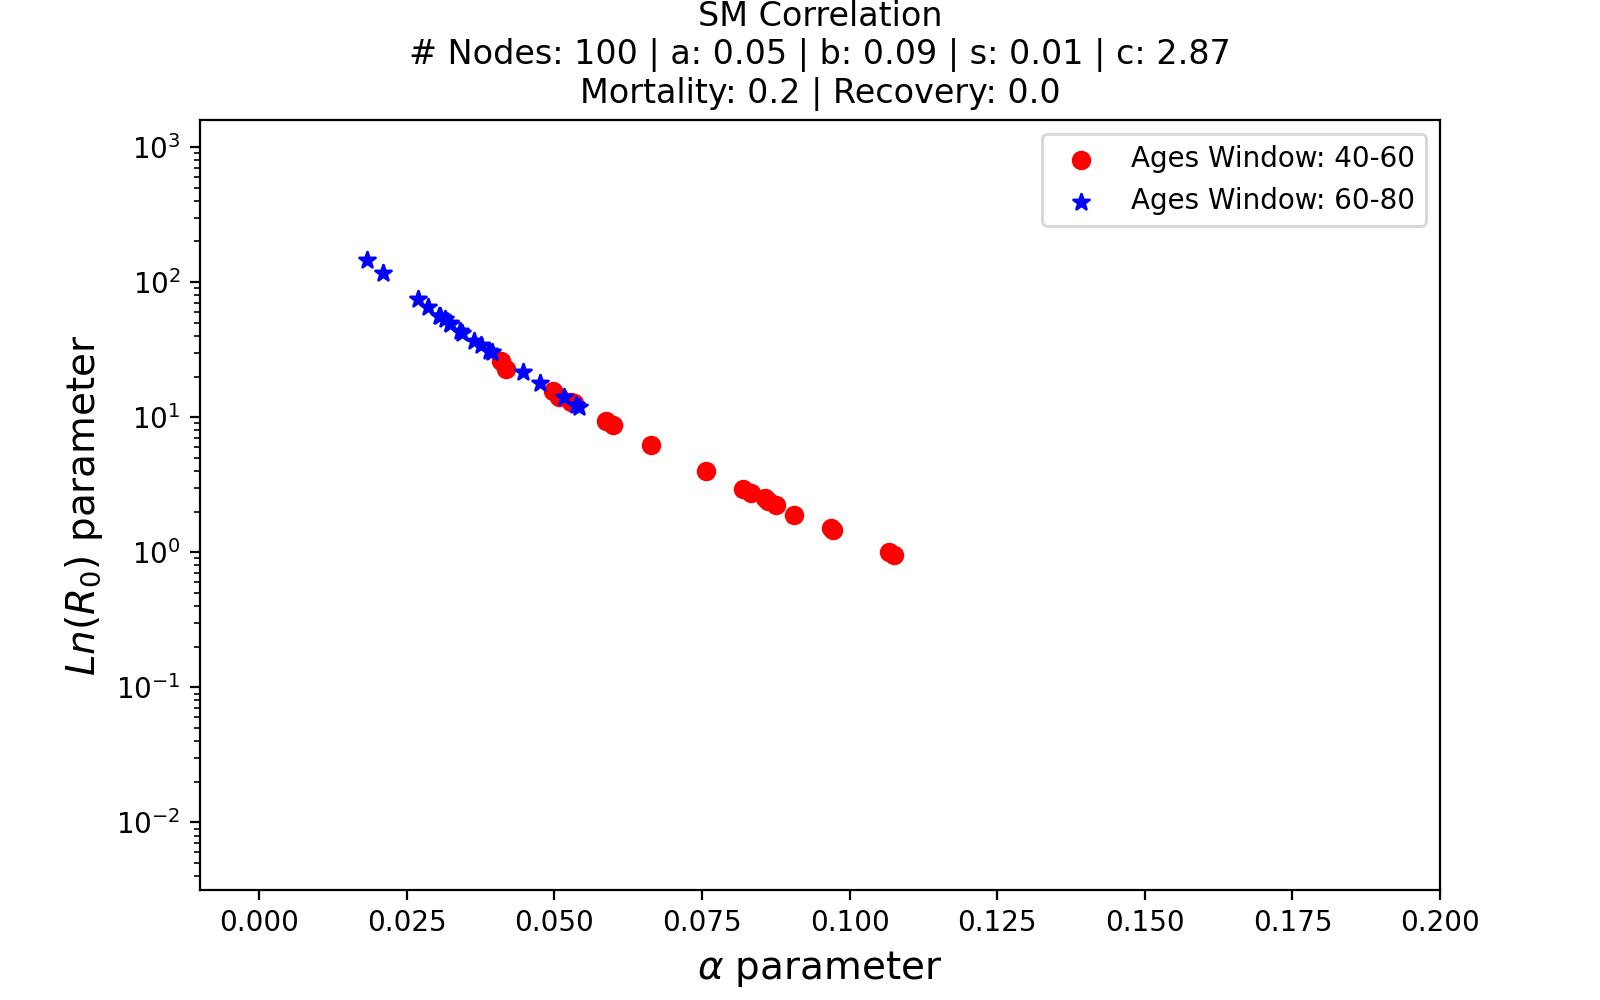 SM Correlation
# Nodes: 100 | a: 0.05 | b: 0.09 | s: 0.01 | c: 2.87
Mortality: 0.2 | Recovery: 0.0
Ages Window: 40-60
Ages Window: 60-80
Ln(R₀) parameter
10³
10²
10¹
10⁰
10⁻¹
10⁻²
0.000 0.025 0.050 0.075 0.100 0.125 0.150 0.175 0.200
α parameter